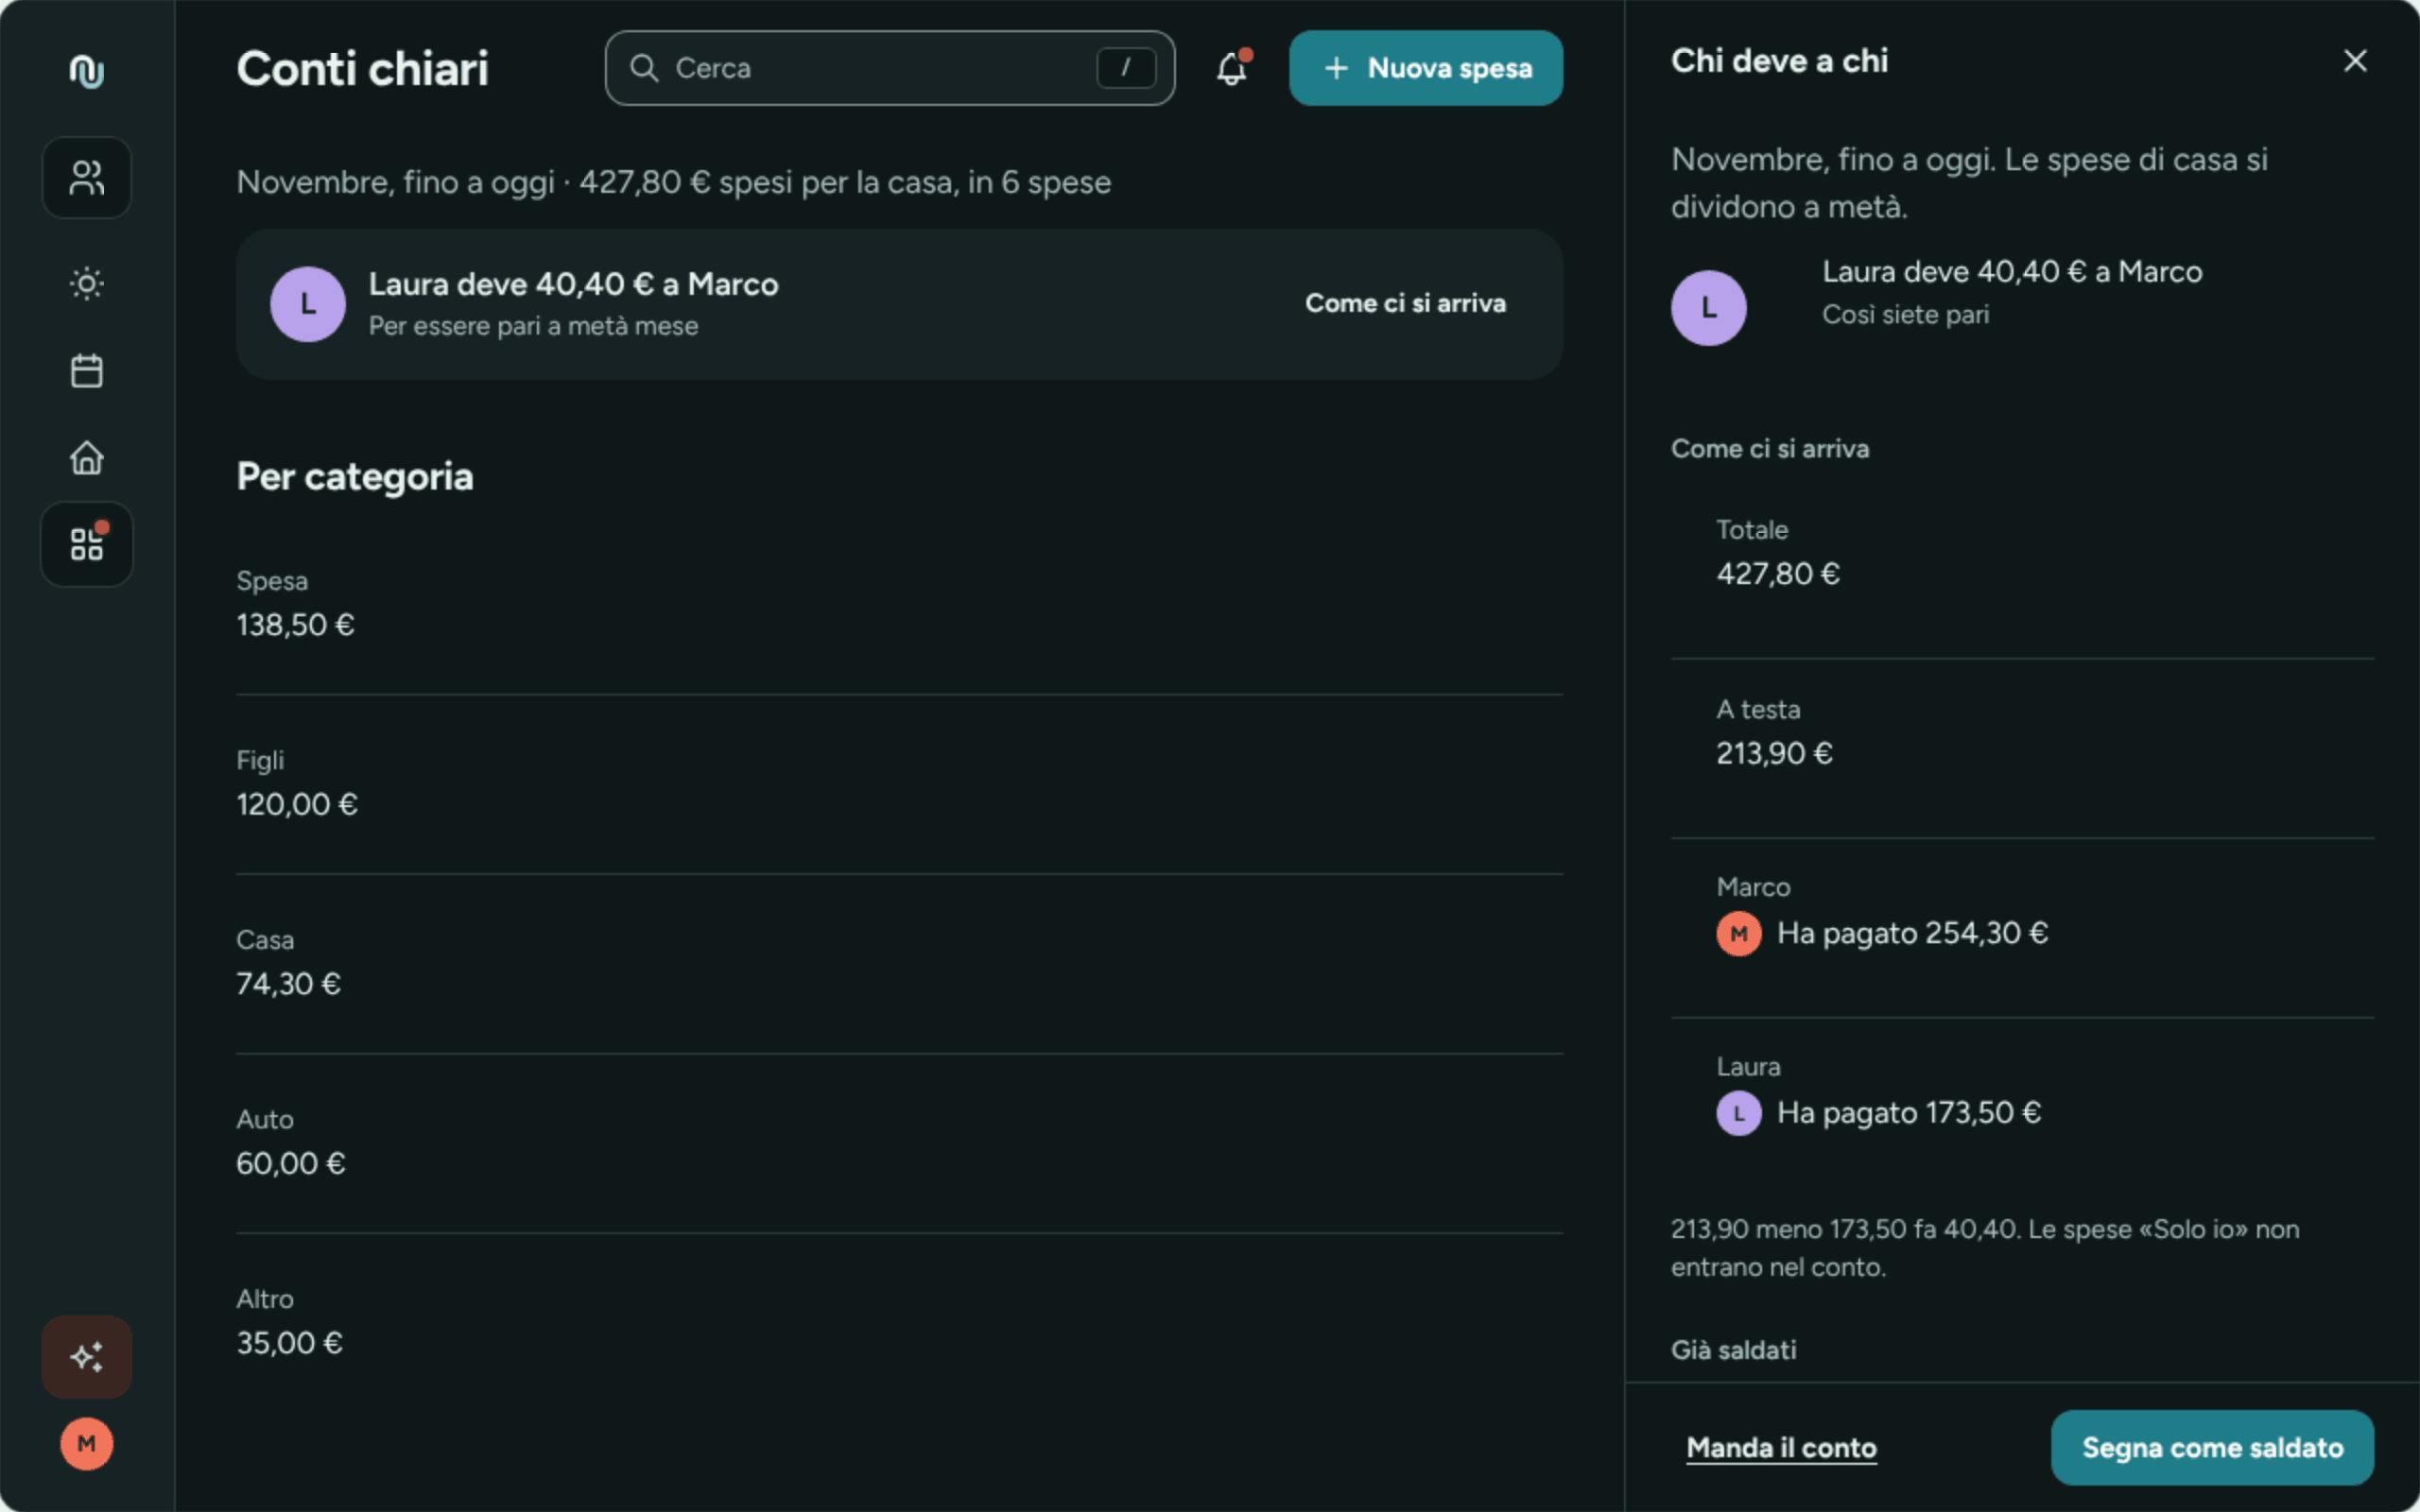 Conti chiari
Cerca
/
+ Nuova spesa
Novembre, fino a oggi · 427,80 € spesi per la casa, in 6 spese
L
Laura deve 40,40 € a Marco
Per essere pari a metà mese
Come ci si arriva
Per categoria
Spesa
138,50 €
Figli
120,00 €
Casa
74,30 €
Auto
60,00 €
Altro
35,00 €
M
Chi deve a chi
Novembre, fino a oggi. Le spese di casa si
dividono a metà.
L
Laura deve 40,40 € a Marco
Così siete pari
Come ci si arriva
Totale
427,80 €
A testa
213,90 €
Marco
M Ha pagato 254,30 €
Laura
L Ha pagato 173,50 €
213,90 meno 173,50 fa 40,40. Le spese «Solo io» non
entrano nel conto.
Già saldati
Manda il conto
Segna come saldato